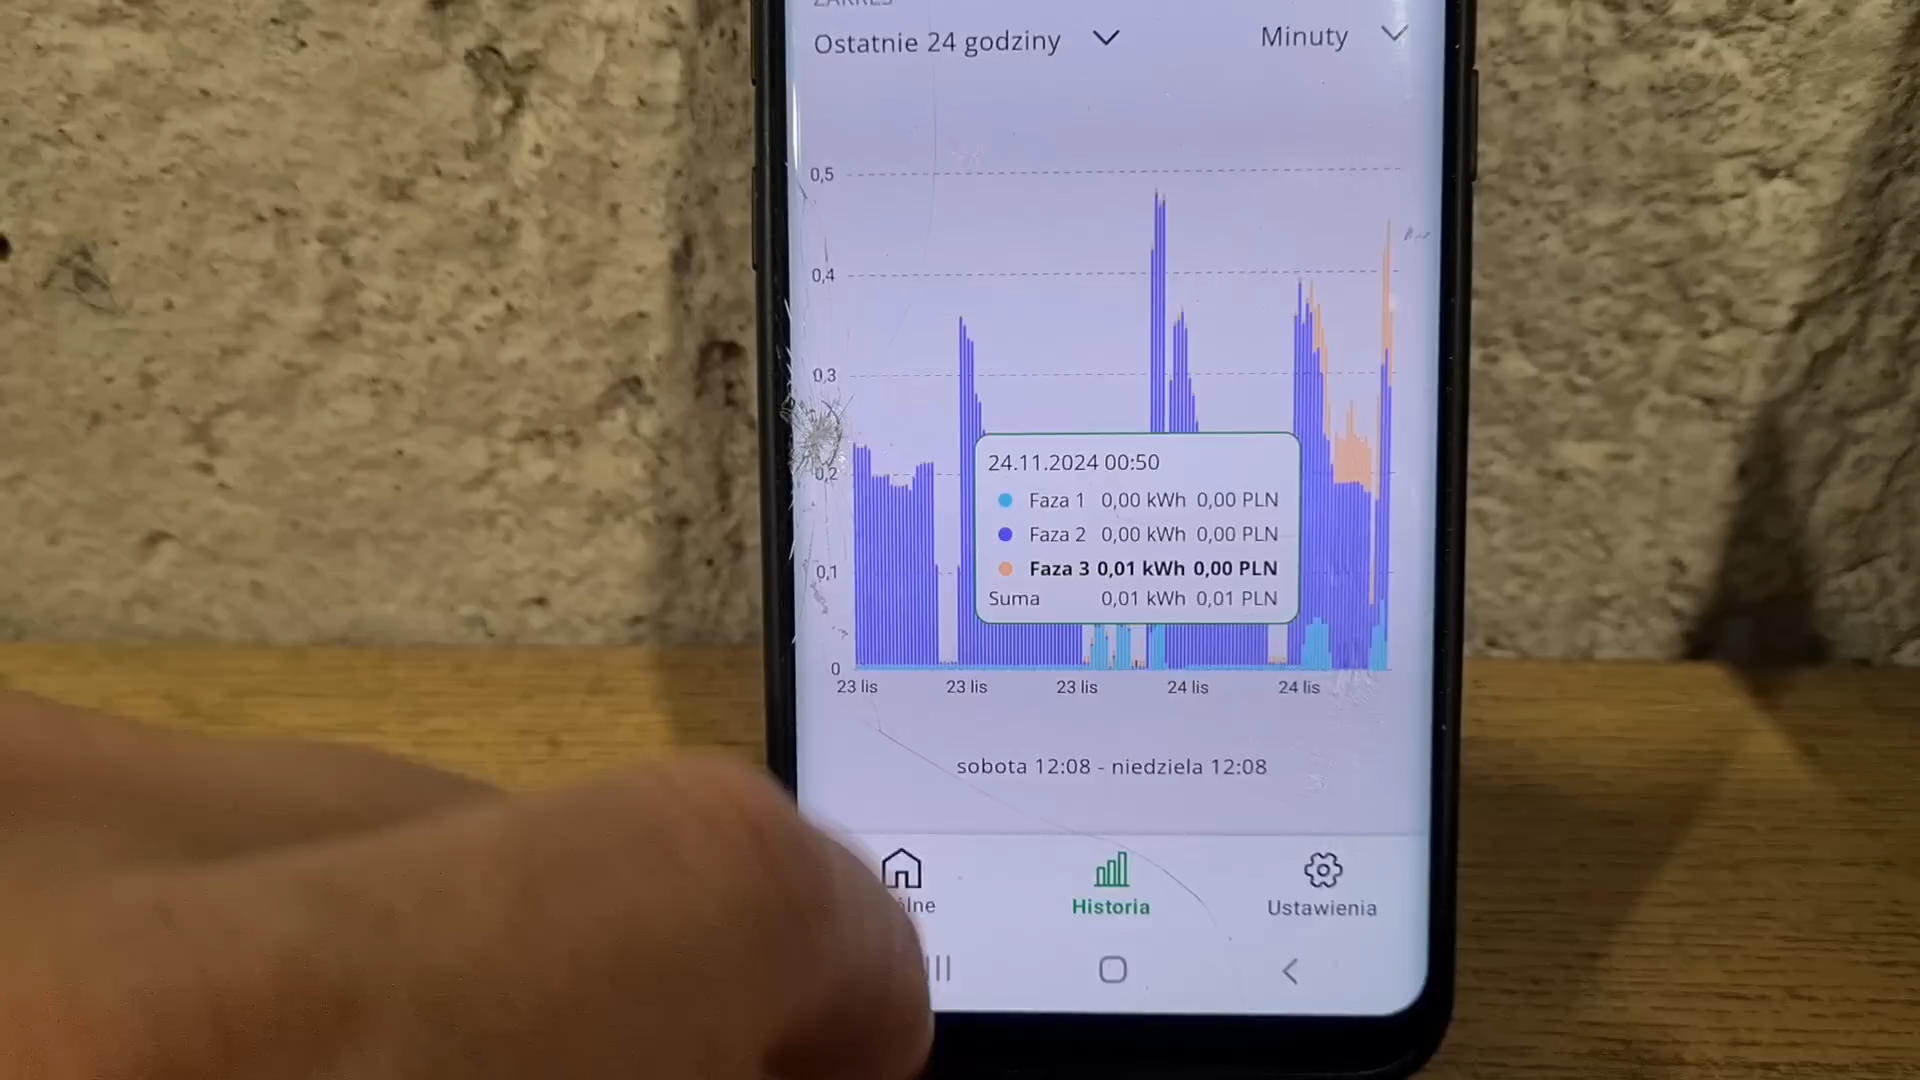 Ostatnie 24 godziny Minuty
0,5
0,4
0,3
0,2
0,1
0
24.11.2024 00:50
Faza 1 0,00 kWh 0,00 PLN
Faza 2 0,00 kWh 0,00 PLN
Faza 3 0,01 kWh 0,00 PLN
Suma 0,01 kWh 0,01 PLN
23 lis 23 lis 23 lis 24 lis 24 lis
sobota 12:08 - niedziela 12:08
Historia Ustawienia